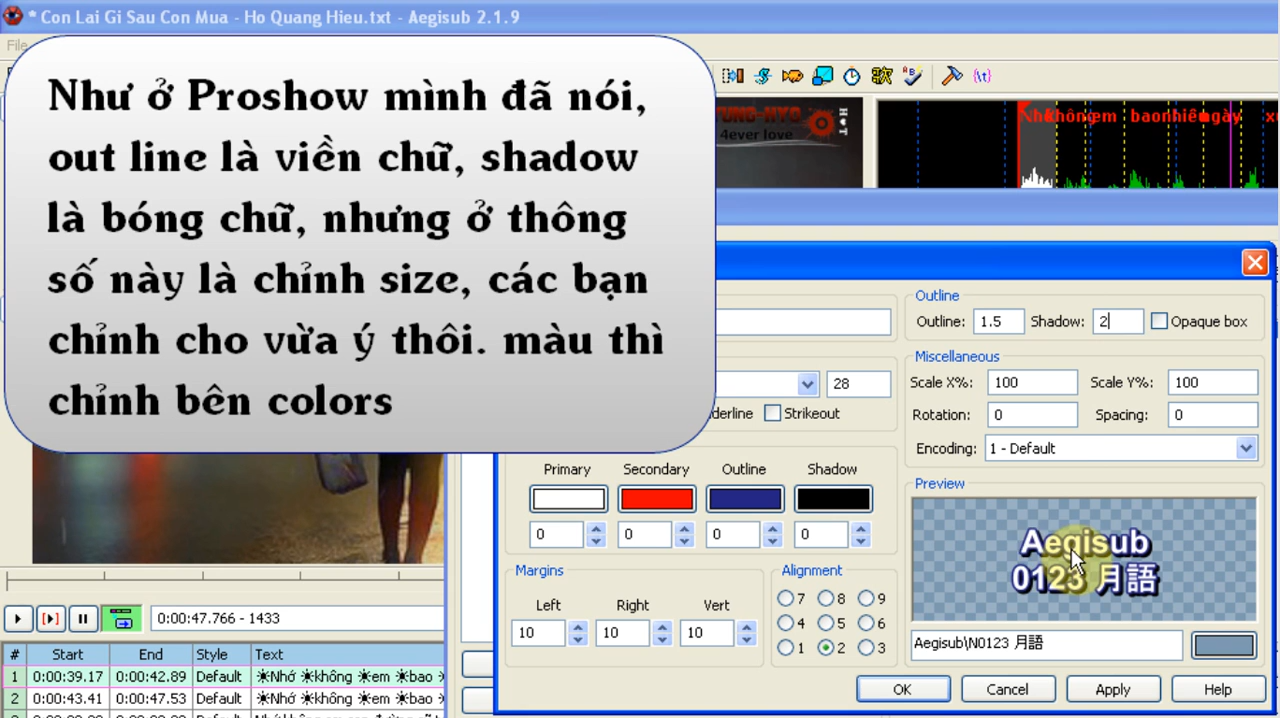 * Con Lai Gi Sau Con Mua - Ho Quang Hieu.txt - Aegisub 2.1.9
File
Như ở Proshow mình đã nói,
out line là viền chữ, shadow
là bóng chữ, nhưng ở thông
số này là chỉnh size, các bạn
chỉnh cho vừa ý thôi. màu thì
chỉnh bên colors
4ever love
H♥T
Outline
Outline: 1.5 Shadow: 2 Opaque box
Miscellaneous
Scale X%: 100 Scale Y%: 100
Rotation: 0 Spacing: 0
Encoding: 1 - Default
28
Strikeout
Primary Secondary Outline Shadow
0 0 0 0
Margins
Left Right Vert
10 10 10
Alignment
7 8 9
4 5 6
1 2 3
Preview
Aegisub
0123 月語
Aegisub\N0123 月語
OK Cancel Apply Help
0:00:47.766 - 1433
# Start End Style Text
1 0:00:39.17 0:00:42.89 Default ☀Nhớ ☀không ☀em ☀bao
2 0:00:43.41 0:00:47.53 Default ☀Nhớ ☀không ☀em ☀bao